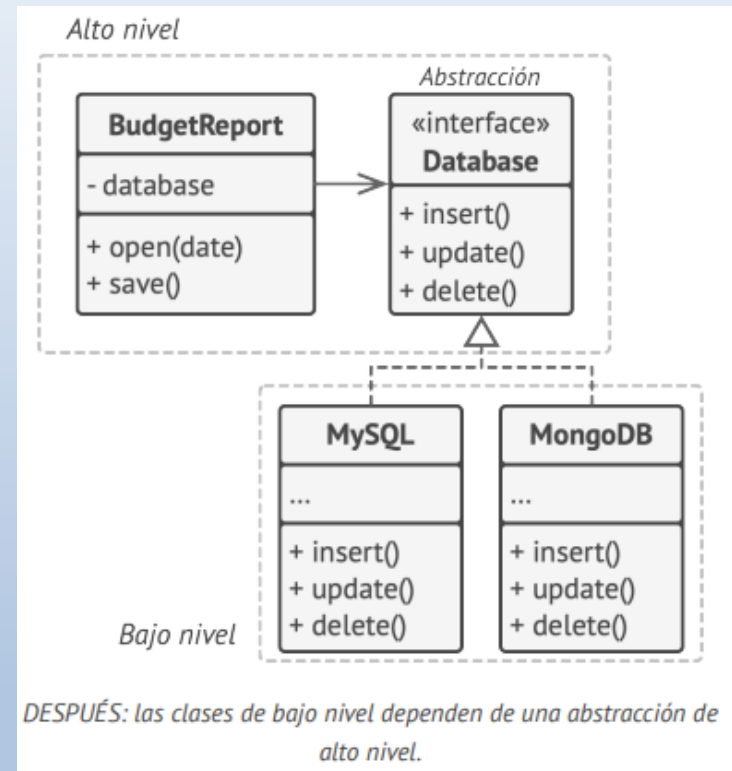 Alto nivel
Abstracción
BudgetReport
- database
+ open(date)
+ save()
«interface»
Database
+ insert()
+ update()
+ delete()
MySQL
...
+ insert()
+ update()
+ delete()
MongoDB
...
+ insert()
+ update()
+ delete()
Bajo nivel
DESPUÉS: las clases de bajo nivel dependen de una abstracción de
alto nivel.